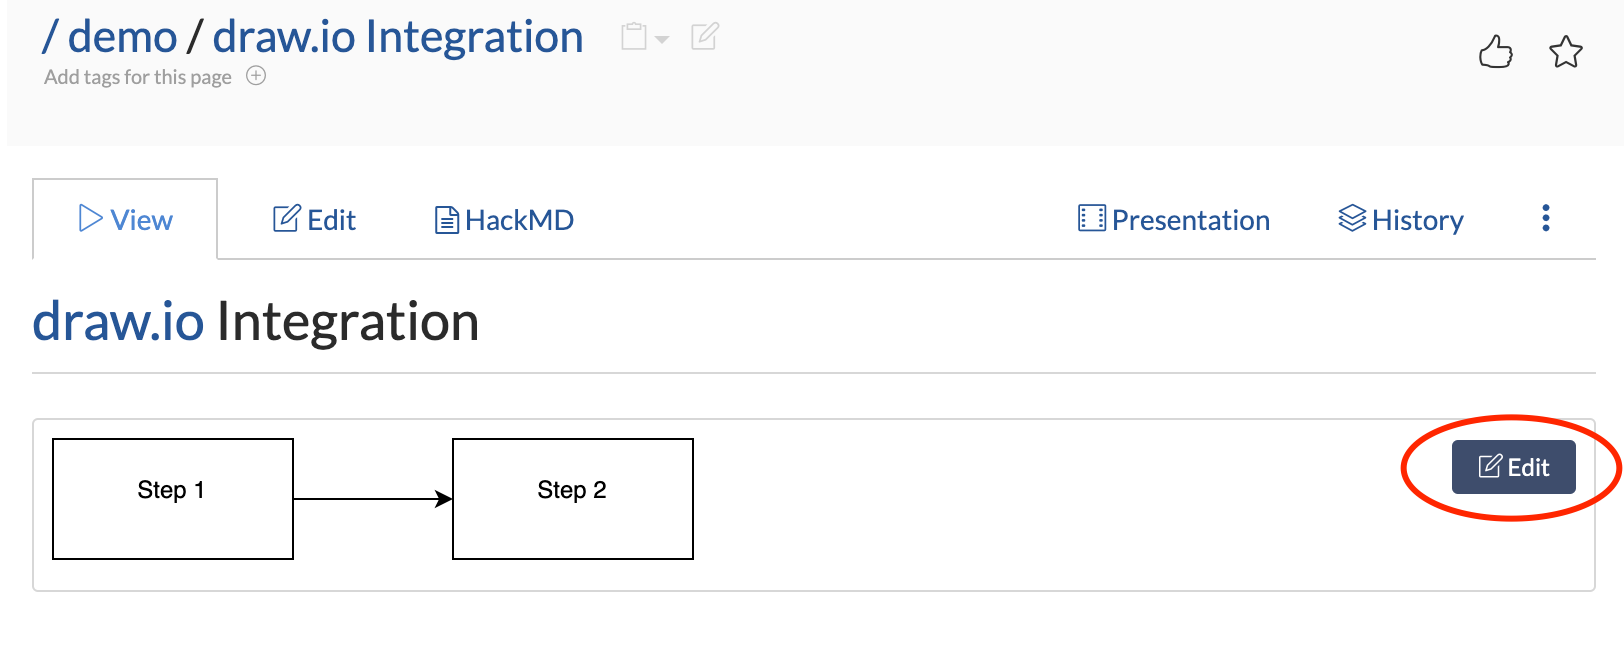 / demo / draw.io Integration
Add tags for this page
View Edit HackMD Presentation History
draw.io Integration
Step 1 Step 2 Edit